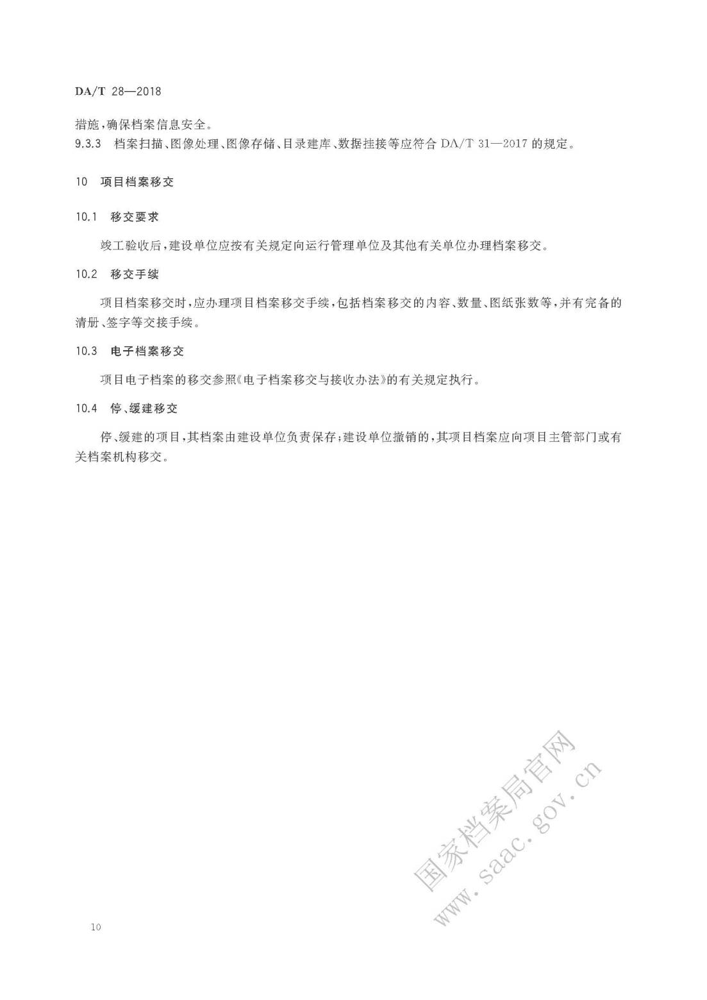 DA/T 28—2018
措施,确保档案信息安全。
9.3.3 档案扫描、图像处理、图像存储、目录建库、数据挂接等应符合 DA/T 31—2017 的规定。
10 项目档案移交
10.1 移交要求
竣工验收后,建设单位应按有关规定向运行管理单位及其他有关单位办理档案移交。
10.2 移交手续
项目档案移交时,应办理项目档案移交手续,包括档案移交的内容、数量、图纸张数等,并有完备的
清册、签字等交接手续。
10.3 电子档案移交
项目电子档案的移交参照《电子档案移交与接收办法》的有关规定执行。
10.4 停、缓建移交
停、缓建的项目,其档案由建设单位负责保存;建设单位撤销的,其项目档案应向项目主管部门或有
关档案机构移交。
国家档案局官网
www.saac.gov.cn
10